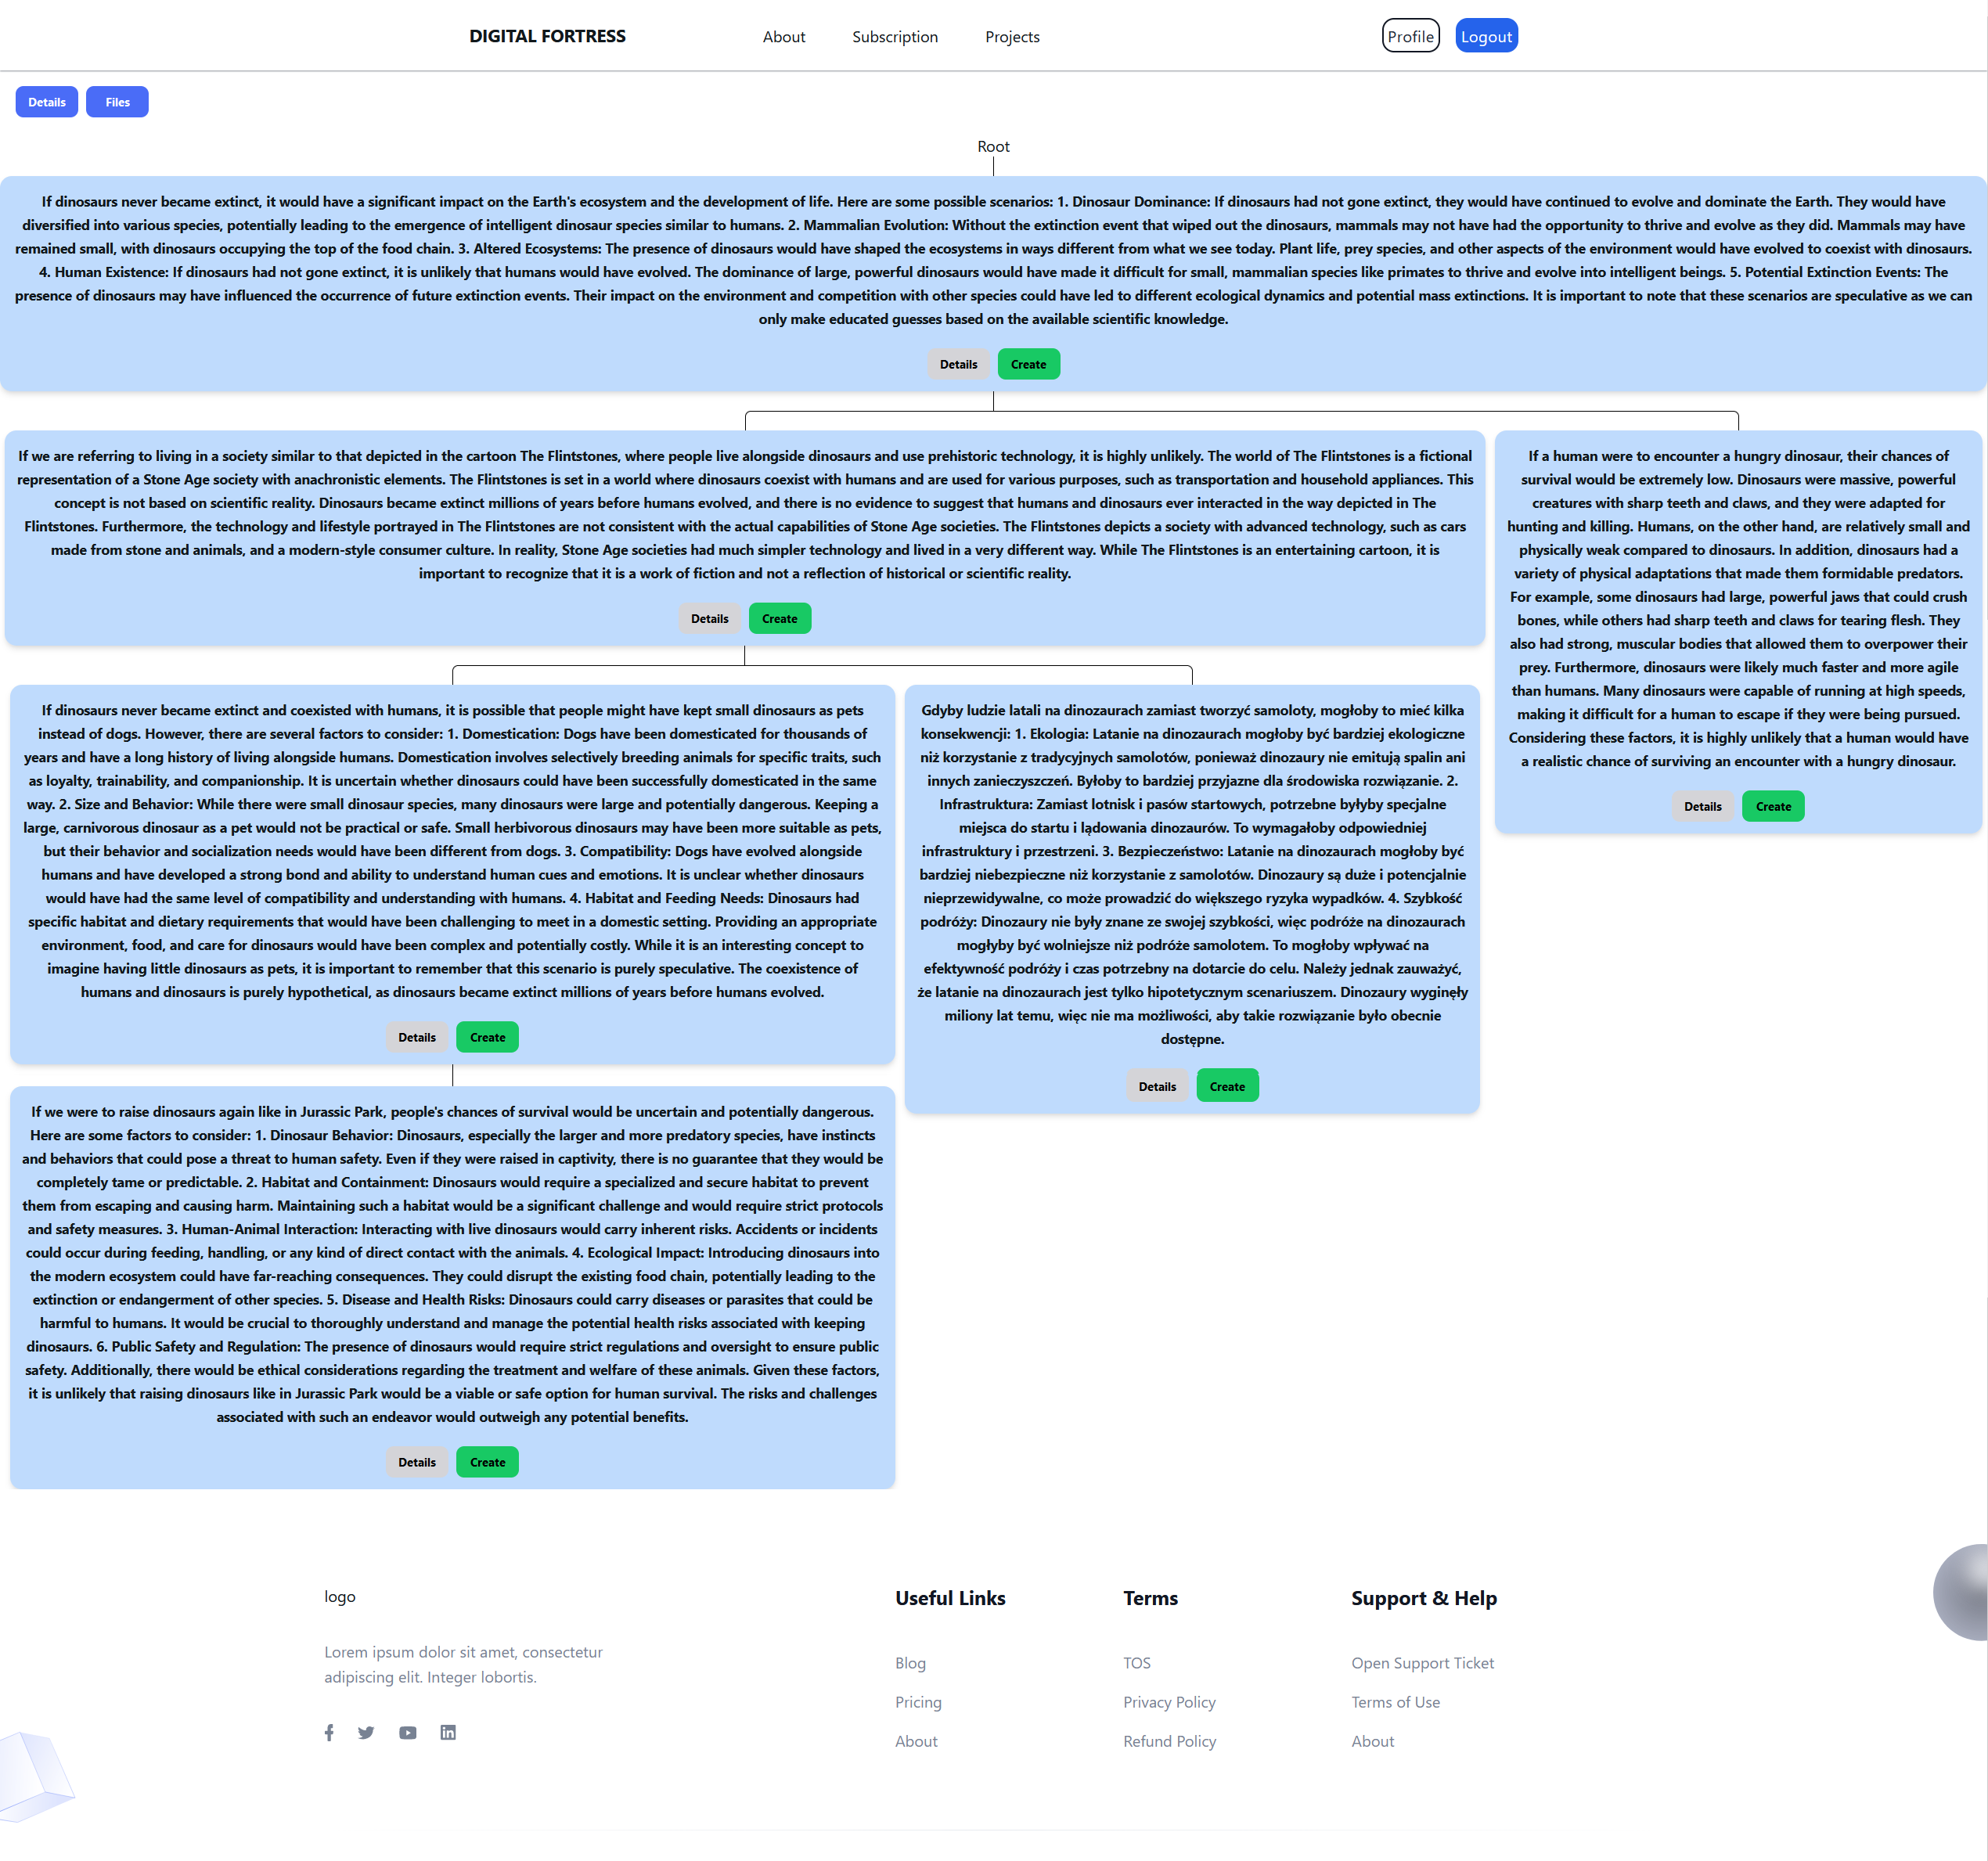 DIGITAL FORTRESS
About
Subscription
Projects
Profile
Logout
Details
Files
Root
If dinosaurs never became extinct, it would have a significant impact on the Earth's ecosystem and the development of life. Here are some possible scenarios: 1. Dinosaur Dominance: If dinosaurs had not gone extinct, they would have continued to evolve and dominate the Earth. They would have
diversified into various species, potentially leading to the emergence of intelligent dinosaur species similar to humans. 2. Mammalian Evolution: Without the extinction event that wiped out the dinosaurs, mammals may not have had the opportunity to thrive and evolve as they did. Mammals may have
remained small, with dinosaurs occupying the top of the food chain. 3. Altered Ecosystems: The presence of dinosaurs would have shaped the ecosystems in ways different from what we see today. Plant life, prey species, and other aspects of the environment would have evolved to coexist with dinosaurs.
4. Human Existence: If dinosaurs had not gone extinct, it is unlikely that humans would have evolved. The dominance of large, powerful dinosaurs would have made it difficult for small, mammalian species like primates to thrive and evolve into intelligent beings. 5. Potential Extinction Events: The
presence of dinosaurs may have influenced the occurrence of future extinction events. Their impact on the environment and competition with other species could have led to different ecological dynamics and potential mass extinctions. It is important to note that these scenarios are speculative as we can
only make educated guesses based on the available scientific knowledge.
Details
Create
If we are referring to living in a society similar to that depicted in the cartoon The Flintstones, where people live alongside dinosaurs and use prehistoric technology, it is highly unlikely. The world of The Flintstones is a fictional
representation of a Stone Age society with anachronistic elements. The Flintstones is set in a world where dinosaurs coexist with humans and are used for various purposes, such as transportation and household appliances. This
concept is not based on scientific reality. Dinosaurs became extinct millions of years before humans evolved, and there is no evidence to suggest that humans and dinosaurs ever interacted in the way depicted in The
Flintstones. Furthermore, the technology and lifestyle portrayed in The Flintstones are not consistent with the actual capabilities of Stone Age societies. The Flintstones depicts a society with advanced technology, such as cars
made from stone and animals, and a modern-style consumer culture. In reality, Stone Age societies had much simpler technology and lived in a very different way. While The Flintstones is an entertaining cartoon, it is
important to recognize that it is a work of fiction and not a reflection of historical or scientific reality.
Details
Create
If a human were to encounter a hungry dinosaur, their chances of
survival would be extremely low. Dinosaurs were massive, powerful
creatures with sharp teeth and claws, and they were adapted for
hunting and killing. Humans, on the other hand, are relatively small and
physically weak compared to dinosaurs. In addition, dinosaurs had a
variety of physical adaptations that made them formidable predators.
For example, some dinosaurs had large, powerful jaws that could crush
bones, while others had sharp teeth and claws for tearing flesh. They
also had strong, muscular bodies that allowed them to overpower their
prey. Furthermore, dinosaurs were likely much faster and more agile
than humans. Many dinosaurs were capable of running at high speeds,
making it difficult for a human to escape if they were being pursued.
Considering these factors, it is highly unlikely that a human would have
a realistic chance of surviving an encounter with a hungry dinosaur.
Details
Create
If dinosaurs never became extinct and coexisted with humans, it is possible that people might have kept small dinosaurs as pets
instead of dogs. However, there are several factors to consider: 1. Domestication: Dogs have been domesticated for thousands of
years and have a long history of living alongside humans. Domestication involves selectively breeding animals for specific traits, such
as loyalty, trainability, and companionship. It is uncertain whether dinosaurs could have been successfully domesticated in the same
way. 2. Size and Behavior: While there were small dinosaur species, many dinosaurs were large and potentially dangerous. Keeping a
large, carnivorous dinosaur as a pet would not be practical or safe. Small herbivorous dinosaurs may have been more suitable as pets,
but their behavior and socialization needs would have been different from dogs. 3. Compatibility: Dogs have evolved alongside
humans and have developed a strong bond and ability to understand human cues and emotions. It is unclear whether dinosaurs
would have had the same level of compatibility and understanding with humans. 4. Habitat and Feeding Needs: Dinosaurs had
specific habitat and dietary requirements that would have been challenging to meet in a domestic setting. Providing an appropriate
environment, food, and care for dinosaurs would have been complex and potentially costly. While it is an interesting concept to
imagine having little dinosaurs as pets, it is important to remember that this scenario is purely speculative. The coexistence of
humans and dinosaurs is purely hypothetical, as dinosaurs became extinct millions of years before humans evolved.
Details
Create
Gdyby ludzie latali na dinozaurach zamiast tworzyć samoloty, mogłoby to mieć kilka
konsekwencji: 1. Ekologia: Latanie na dinozaurach mogłoby być bardziej ekologiczne
niż korzystanie z tradycyjnych samolotów, ponieważ dinozaury nie emitują spalin ani
innych zanieczyszczeń. Byłoby to bardziej przyjazne dla środowiska rozwiązanie. 2.
Infrastruktura: Zamiast lotnisk i pasów startowych, potrzebne byłyby specjalne
miejsca do startu i lądowania dinozaurów. To wymagałoby odpowiedniej
infrastruktury i przestrzeni. 3. Bezpieczeństwo: Latanie na dinozaurach mogłoby być
bardziej niebezpieczne niż korzystanie z samolotów. Dinozaury są duże i potencjalnie
nieprzewidywalne, co może prowadzić do większego ryzyka wypadków. 4. Szybkość
podróży: Dinozaury nie były znane ze swojej szybkości, więc podróże na dinozaurach
mogłyby być wolniejsze niż podróże samolotem. To mogłoby wpływać na
efektywność podróży i czas potrzebny na dotarcie do celu. Należy jednak zauważyć,
że latanie na dinozaurach jest tylko hipotetycznym scenariuszem. Dinozaury wyginęły
miliony lat temu, więc nie ma możliwości, aby takie rozwiązanie było obecnie
dostępne.
Details
Create
If we were to raise dinosaurs again like in Jurassic Park, people's chances of survival would be uncertain and potentially dangerous.
Here are some factors to consider: 1. Dinosaur Behavior: Dinosaurs, especially the larger and more predatory species, have instincts
and behaviors that could pose a threat to human safety. Even if they were raised in captivity, there is no guarantee that they would be
completely tame or predictable. 2. Habitat and Containment: Dinosaurs would require a specialized and secure habitat to prevent
them from escaping and causing harm. Maintaining such a habitat would be a significant challenge and would require strict protocols
and safety measures. 3. Human-Animal Interaction: Interacting with live dinosaurs would carry inherent risks. Accidents or incidents
could occur during feeding, handling, or any kind of direct contact with the animals. 4. Ecological Impact: Introducing dinosaurs into
the modern ecosystem could have far-reaching consequences. They could disrupt the existing food chain, potentially leading to the
extinction or endangerment of other species. 5. Disease and Health Risks: Dinosaurs could carry diseases or parasites that could be
harmful to humans. It would be crucial to thoroughly understand and manage the potential health risks associated with keeping
dinosaurs. 6. Public Safety and Regulation: The presence of dinosaurs would require strict regulations and oversight to ensure public
safety. Additionally, there would be ethical considerations regarding the treatment and welfare of these animals. Given these factors,
it is unlikely that raising dinosaurs like in Jurassic Park would be a viable or safe option for human survival. The risks and challenges
associated with such an endeavor would outweigh any potential benefits.
Details
Create
logo
Lorem ipsum dolor sit amet, consectetur
adipiscing elit. Integer lobortis.
Useful Links
Blog
Pricing
About
Terms
TOS
Privacy Policy
Refund Policy
Support & Help
Open Support Ticket
Terms of Use
About